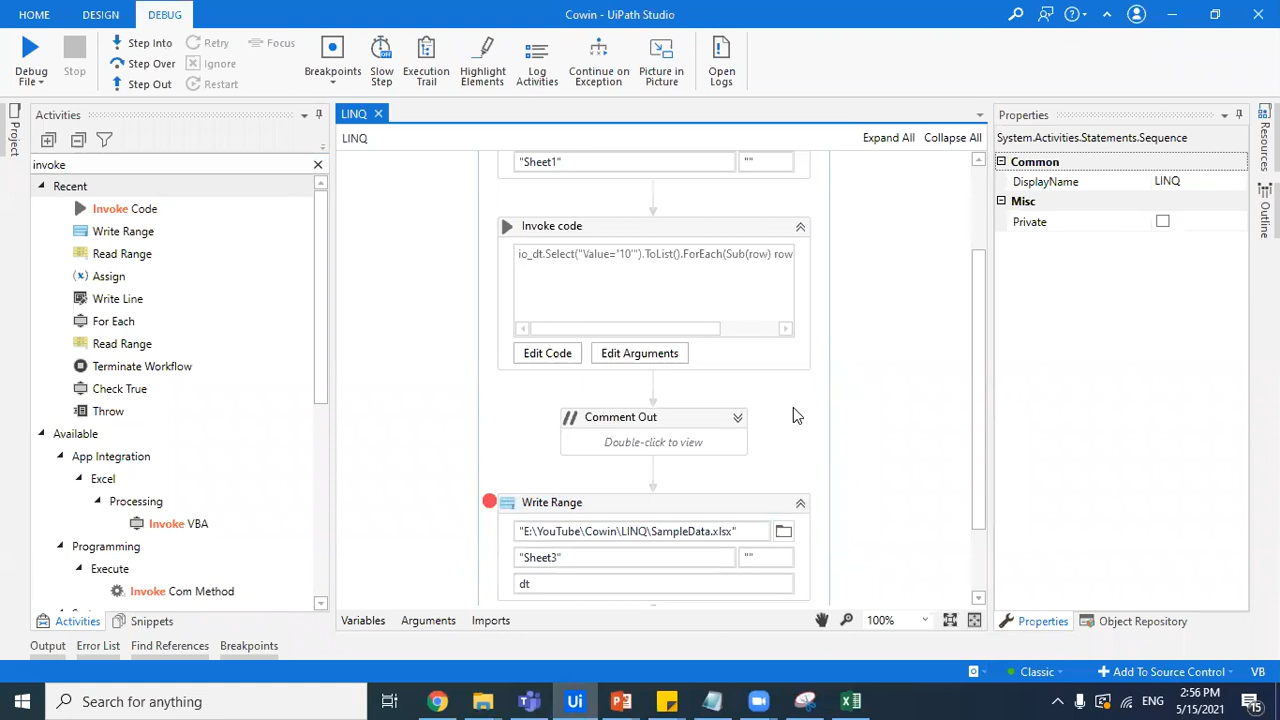 HOME DESIGN DEBUG Cowin - UiPath Studio
Debug File Stop Step Into Step Over Step Out Retry Ignore Restart Focus Breakpoints Slow Step Execution Trail Highlight Elements Log Activities Continue on Exception Picture in Picture Open Logs
Project
Activities
invoke
Recent
Invoke Code
Write Range
Read Range
Assign
Write Line
For Each
Read Range
Terminate Workflow
Check True
Throw
Available
App Integration
Excel
Processing
Invoke VBA
Programming
Execute
Invoke Com Method
Activities Snippets
LINQ
LINQ Expand All Collapse All
"Sheet1" ""
Invoke code
io_dt.Select("Value='10'").ToList().ForEach(Sub(row) row
Edit Code Edit Arguments
Comment Out
Double-click to view
Write Range
"E:\YouTube\Cowin\LINQ\SampleData.xlsx"
"Sheet3" ""
dt
Variables Arguments Imports 100%
Properties
System.Activities.Statements.Sequence
Common
DisplayName LINQ
Misc
Private
Properties Object Repository
Resources
Outline
Output Error List Find References Breakpoints
Classic Add To Source Control VB
Search for anything
Ui
ENG
2:56 PM
5/15/2021
15